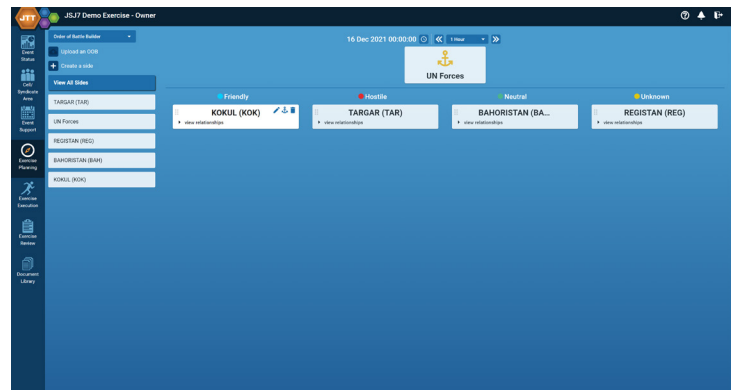 JTT
JSJ7 Demo Exercise - Owner
Event
Status
Cell/
Syndicate
Area
Event
Support
Exercise
Planning
Exercise
Execution
Exercise
Review
Document
Library
Order of Battle Builder
Upload an OOB
Create a side
View All Sides
TARGAR (TAR)
UN Forces
REGISTAN (REG)
BAHORISTAN (BAH)
KOKUL (KOK)
16 Dec 2021 00:00:00
1 Hour
UN Forces
Friendly
Hostile
Neutral
Unknown
KOKUL (KOK)
view relationships
TARGAR (TAR)
view relationships
BAHORISTAN (BA...
view relationships
REGISTAN (REG)
view relationships